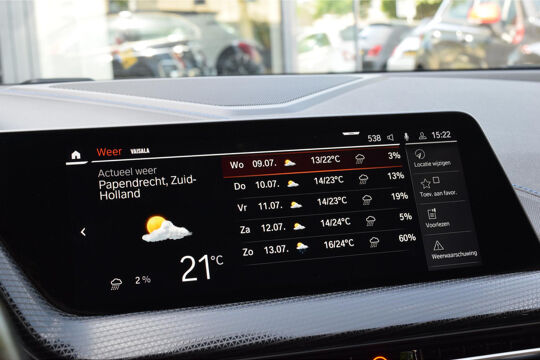 538 15:22
Weer VAISALA
Actueel weer
Papendrecht, Zuid-
Holland
21°C
2 %
Wo 09.07. 13/22°C 3%
Do 10.07. 14/23°C 13%
Vr 11.07. 14/23°C 19%
Za 12.07. 14/24°C 5%
Zo 13.07. 16/24°C 60%
Locatie wijzigen
Toev. aan favor.
Voorlezen
Weerwaarschuwing